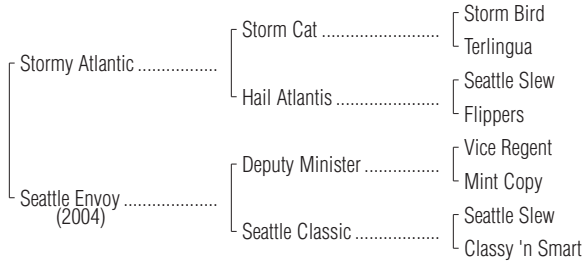 Storm Bird
Storm Cat ........................
Terlingua
Stormy Atlantic ................
Seattle Slew
Hail Atlantis .....................
Flippers
Vice Regent
Deputy Minister ...............
Mint Copy
Seattle Envoy ...................
(2004)
Seattle Slew
Seattle Classic .................
Classy 'n Smart